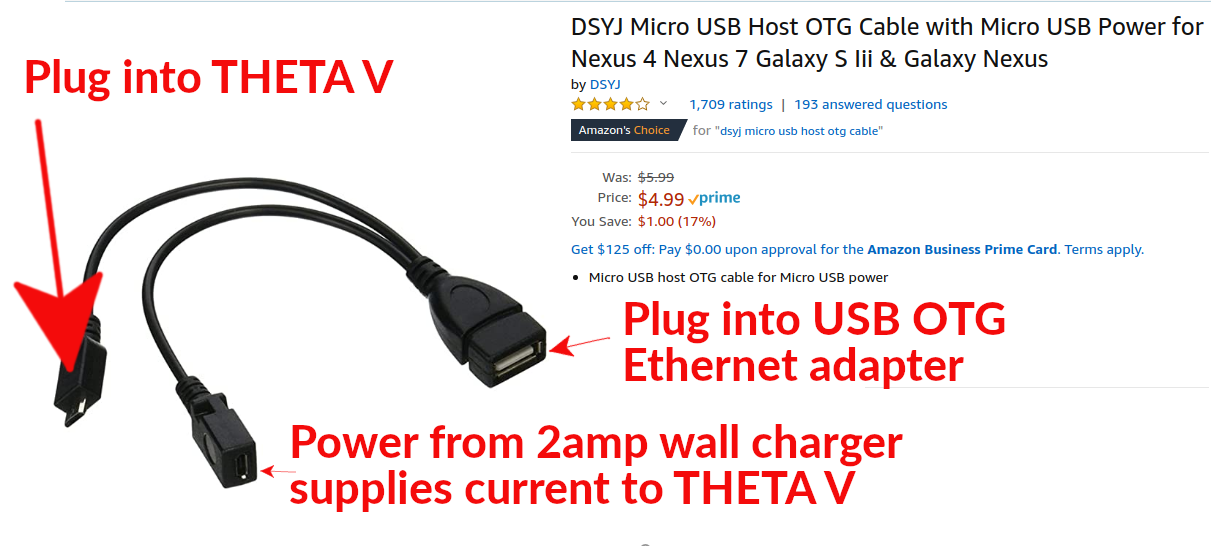 DSYJ Micro USB Host OTG Cable with Micro USB Power for
Nexus 4 Nexus 7 Galaxy S Iii & Galaxy Nexus
by DSYJ
1,709 ratings | 193 answered questions
Amazon's Choice for "dsyj micro usb host otg cable"
Was: $5.99
Price: $4.99 prime
You Save: $1.00 (17%)
Get $125 off: Pay $0.00 upon approval for the Amazon Business Prime Card. Terms apply.
• Micro USB host OTG cable for Micro USB power
Plug into THETA V
Plug into USB OTG
Ethernet adapter
Power from 2amp wall charger
supplies current to THETA V